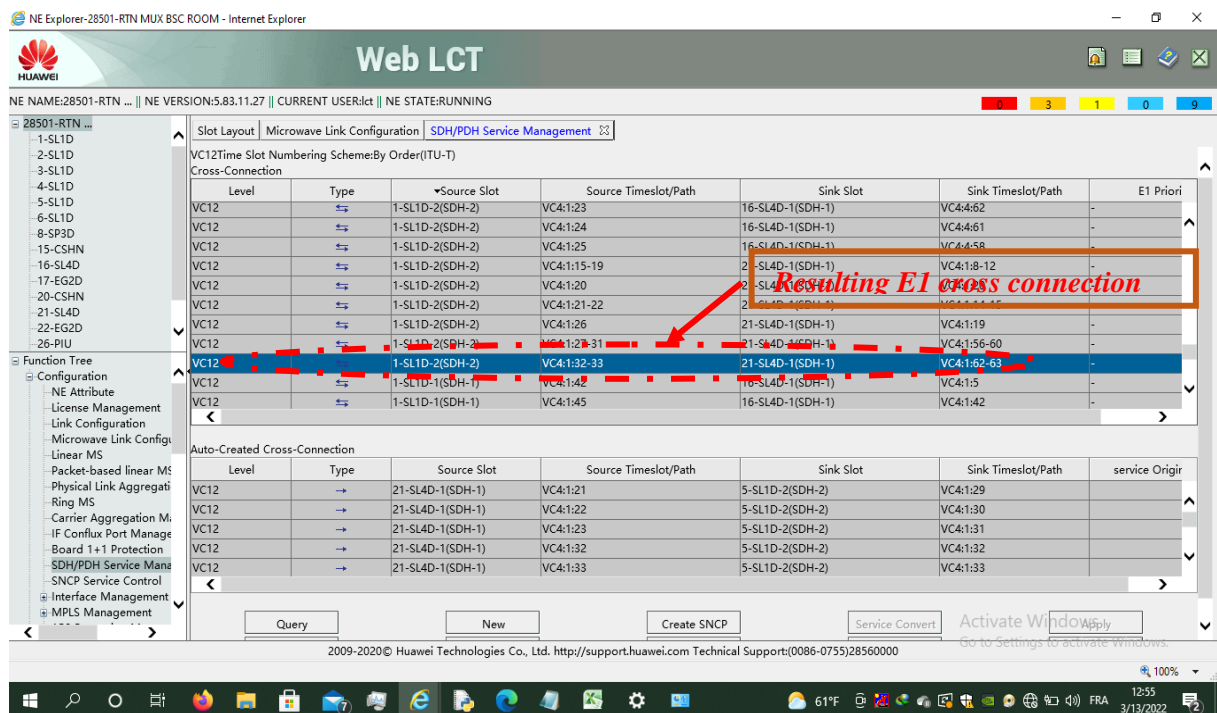 NE Explorer-28501-RTN MUX BSC ROOM - Internet Explorer
HUAWEI
Web LCT
NE NAME:28501-RTN ... || NE VERSION:5.83.11.27 || CURRENT USER:lct || NE STATE:RUNNING
0 3 1 0 9
28501-RTN ...
1-SL1D
2-SL1D
3-SL1D
4-SL1D
5-SL1D
6-SL1D
8-SP3D
15-CSHN
16-SL4D
17-EG2D
20-CSHN
21-SL4D
22-EG2D
26-PIU
Function Tree
Configuration
NE Attribute
License Management
Link Configuration
Microwave Link Configu
Linear MS
Packet-based linear MS
Physical Link Aggregati
Ring MS
Carrier Aggregation Ma
IF Conflux Port Manage
Board 1+1 Protection
SDH/PDH Service Mana
SNCP Service Control
Interface Management
MPLS Management
Slot Layout Microwave Link Configuration SDH/PDH Service Management
VC12Time Slot Numbering Scheme:By Order(ITU-T)
Cross-Connection
Level Type Source Slot Source Timeslot/Path Sink Slot Sink Timeslot/Path E1 Priori
VC12 1-SL1D-2(SDH-2) VC4:1:23 16-SL4D-1(SDH-1) VC4:4:62 -
VC12 1-SL1D-2(SDH-2) VC4:1:24 16-SL4D-1(SDH-1) VC4:4:61 -
VC12 1-SL1D-2(SDH-2) VC4:1:25 16-SL4D-1(SDH-1) VC4:4:58 -
VC12 1-SL1D-2(SDH-2) VC4:1:15-19 -SL4D-1(SDH-1) VC4:1:8-12 -
VC12 1-SL1D-2(SDH-2) VC4:1:20
VC12 1-SL1D-2(SDH-2) VC4:1:21-22
Resulting E1 cross connection
VC12 1-SL1D-2(SDH-2) VC4:1:26 21-SL4D-1(SDH-1) VC4:1:19 -
VC12 1-SL1D-2(SDH-2) VC4:1:27-31 21-SL4D-1(SDH-1) VC4:1:56-60 -
VC12 1-SL1D-2(SDH-2) VC4:1:32-33 21-SL4D-1(SDH-1) VC4:1:62-63 -
VC12 1-SL1D-1(SDH-1) VC4:1:42 16-SL4D-1(SDH-1) VC4:1:5 -
VC12 1-SL1D-1(SDH-1) VC4:1:45 16-SL4D-1(SDH-1) VC4:1:42 -
Auto-Created Cross-Connection
Level Type Source Slot Source Timeslot/Path Sink Slot Sink Timeslot/Path service Origin
VC12 21-SL4D-1(SDH-1) VC4:1:21 5-SL1D-2(SDH-2) VC4:1:29
VC12 21-SL4D-1(SDH-1) VC4:1:22 5-SL1D-2(SDH-2) VC4:1:30
VC12 21-SL4D-1(SDH-1) VC4:1:23 5-SL1D-2(SDH-2) VC4:1:31
VC12 21-SL4D-1(SDH-1) VC4:1:32 5-SL1D-2(SDH-2) VC4:1:32
VC12 21-SL4D-1(SDH-1) VC4:1:33 5-SL1D-2(SDH-2) VC4:1:33
Query New Create SNCP Service Convert Apply
Activate Windows
Go to Settings to activate Windows.
2009-2020© Huawei Technologies Co., Ltd. http://support.huawei.com Technical Support:(0086-0755)28560000
100%
61°F FRA 12:55
3/13/2022